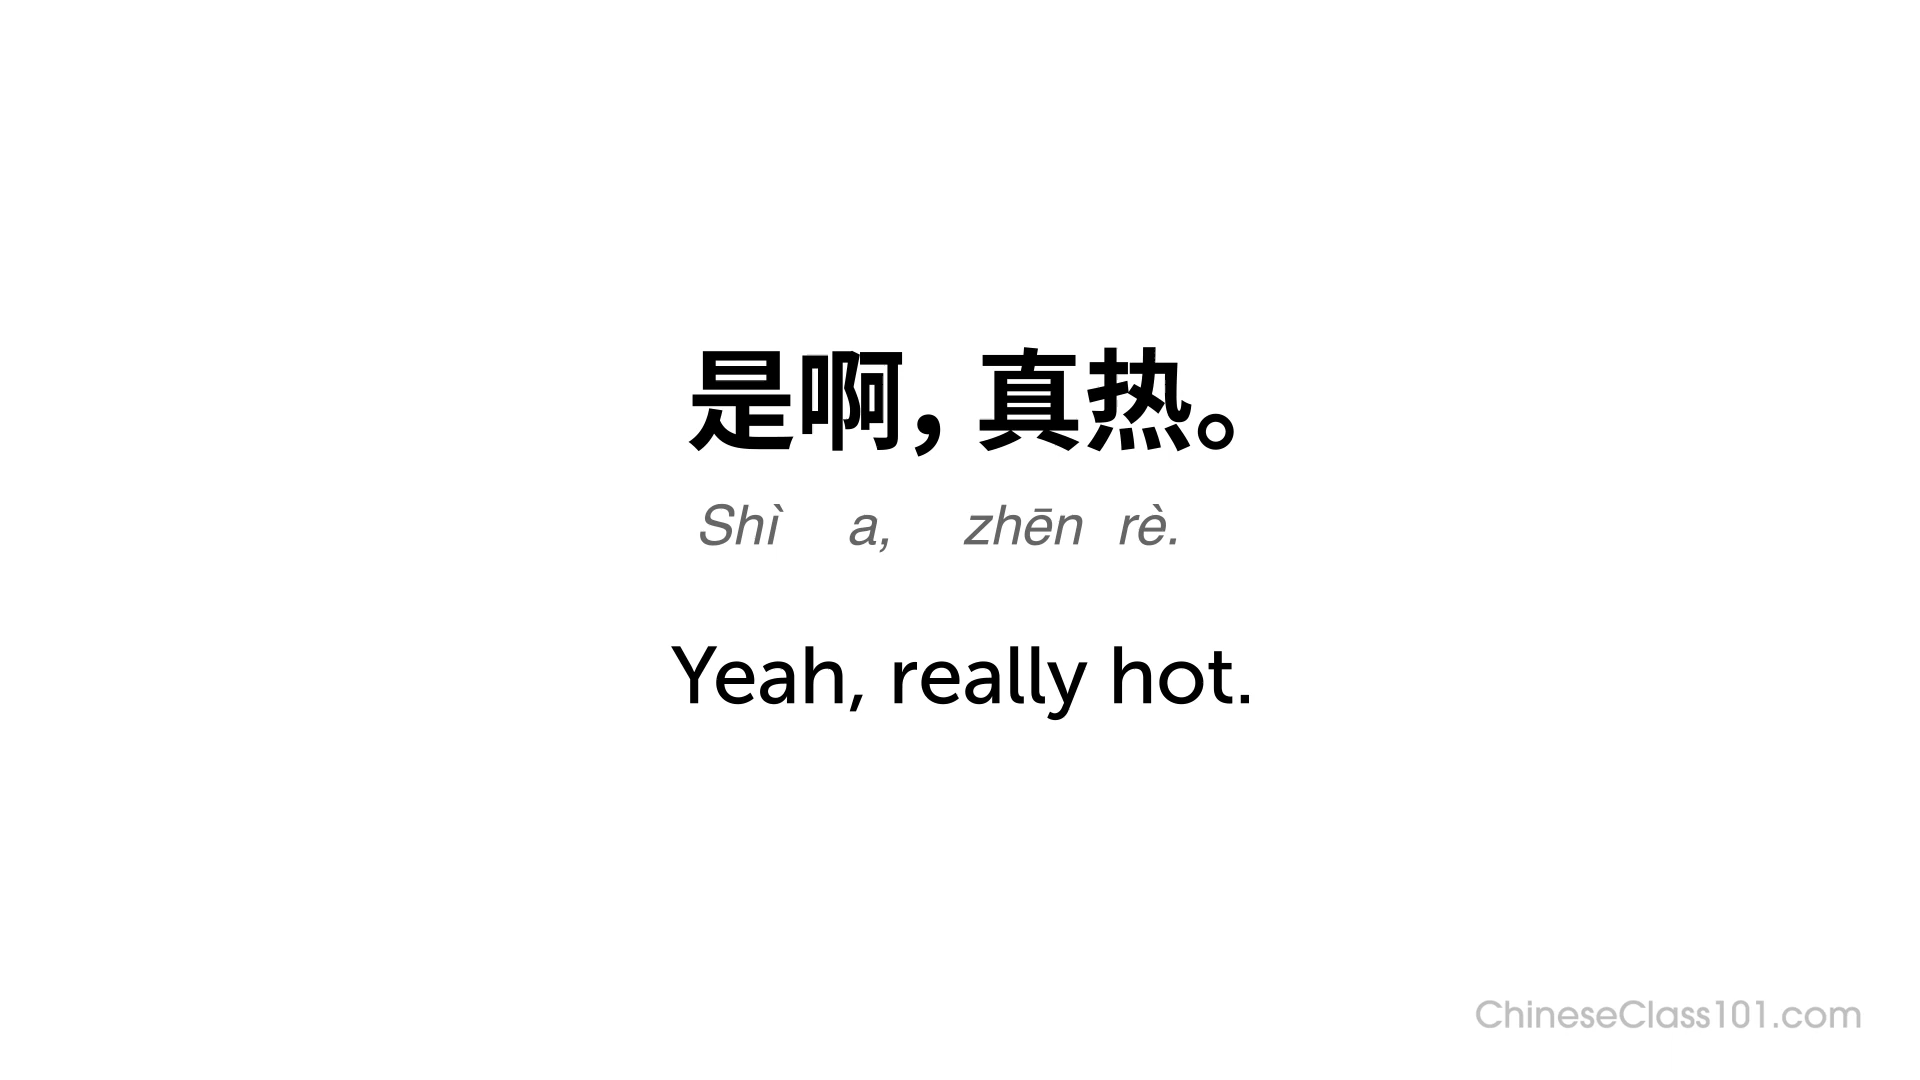 是啊，真热。
Shì a, zhēn rè.
Yeah, really hot.
ChineseClass101.com